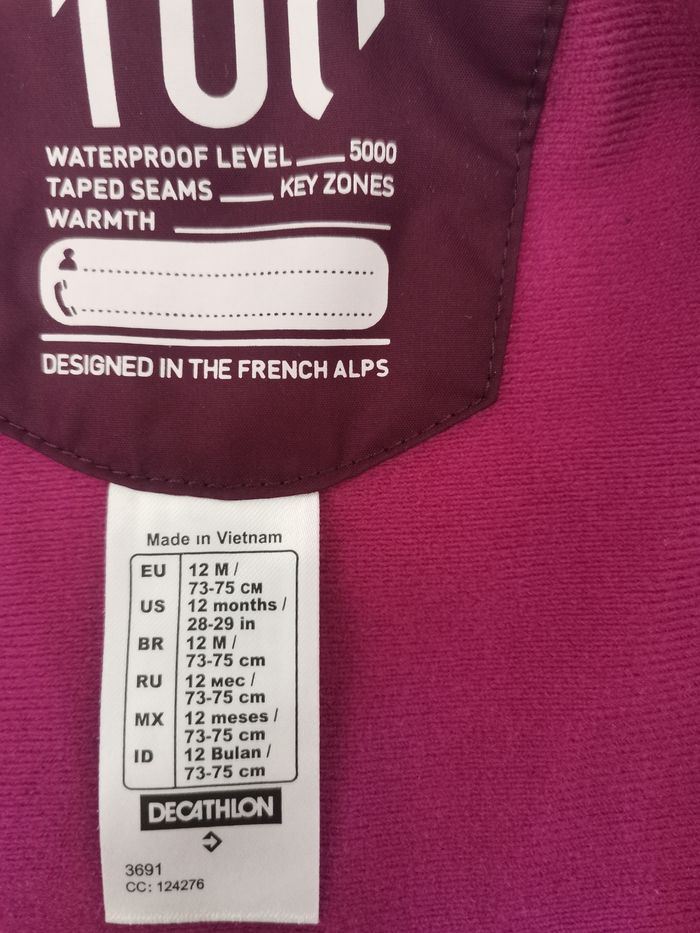 WATERPROOF LEVEL 5000
TAPED SEAMS KEY ZONES
WARMTH
DESIGNED IN THE FRENCH ALPS
Made in Vietnam
EU 12 M /
73-75 CM
US 12 months /
28-29 in
BR 12 M /
73-75 cm
RU 12 мес /
73-75 cm
MX 12 meses /
73-75 cm
ID 12 Bulan /
73-75 cm
DECATHLON
3691
CC: 124276